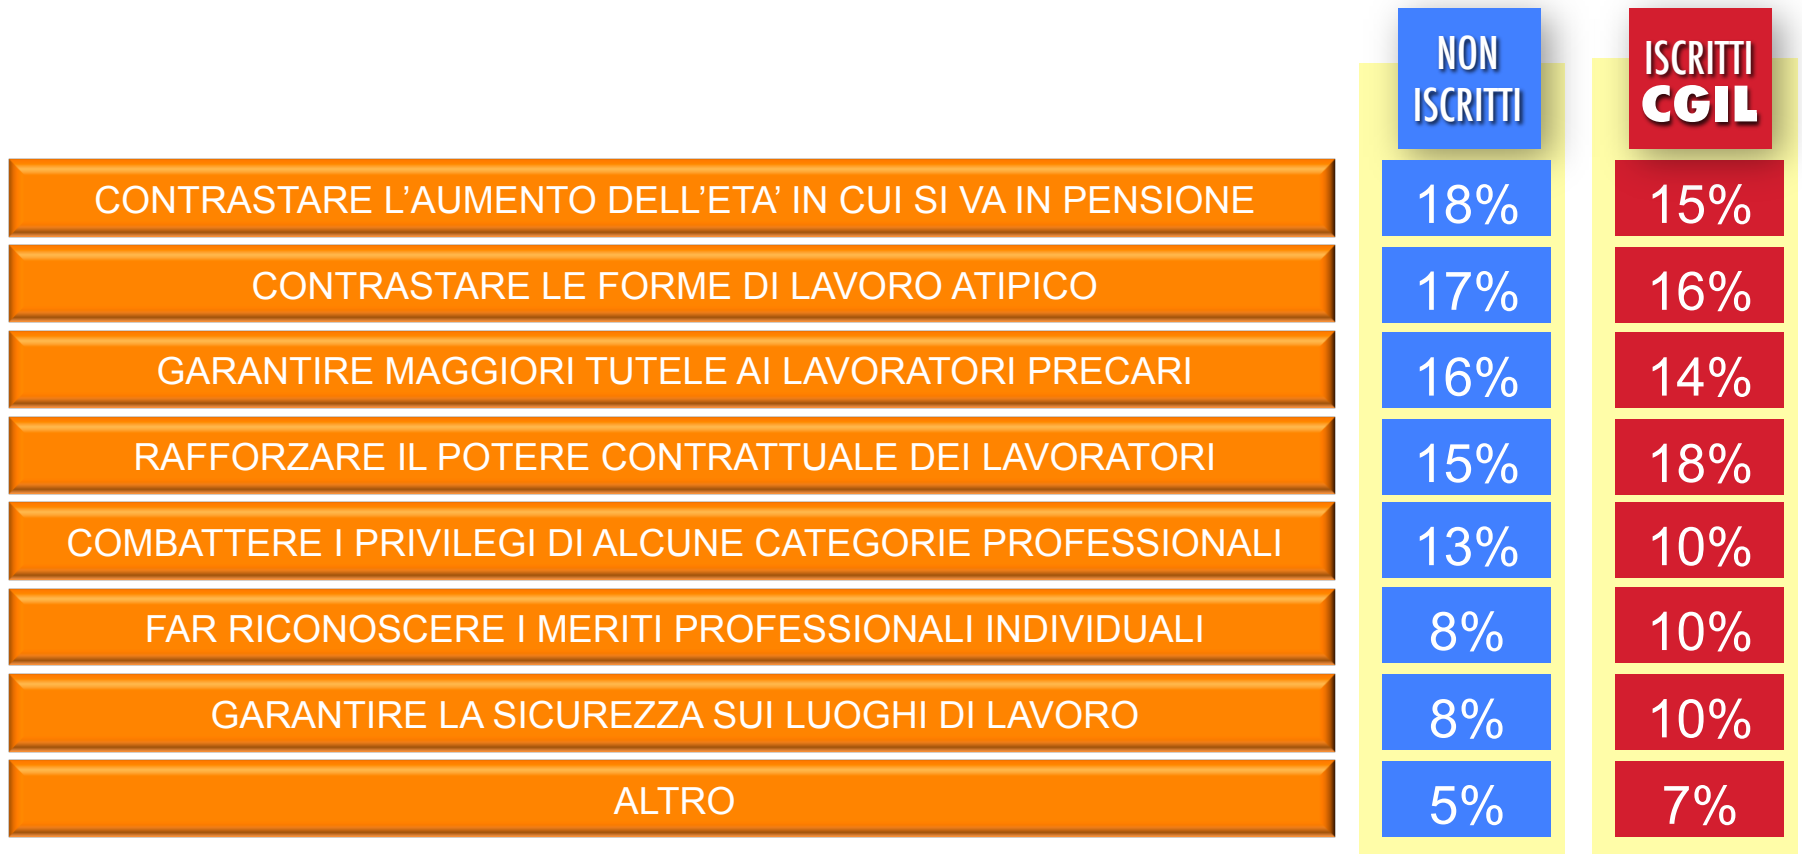 NON
ISCRITTI
ISCRITTI
CGIL
CONTRASTARE L’AUMENTO DELL’ETA’ IN CUI SI VA IN PENSIONE 18% 15%
CONTRASTARE LE FORME DI LAVORO ATIPICO 17% 16%
GARANTIRE MAGGIORI TUTELE AI LAVORATORI PRECARI 16% 14%
RAFFORZARE IL POTERE CONTRATTUALE DEI LAVORATORI 15% 18%
COMBATTERE I PRIVILEGI DI ALCUNE CATEGORIE PROFESSIONALI 13% 10%
FAR RICONOSCERE I MERITI PROFESSIONALI INDIVIDUALI 8% 10%
GARANTIRE LA SICUREZZA SUI LUOGHI DI LAVORO 8% 10%
ALTRO 5% 7%